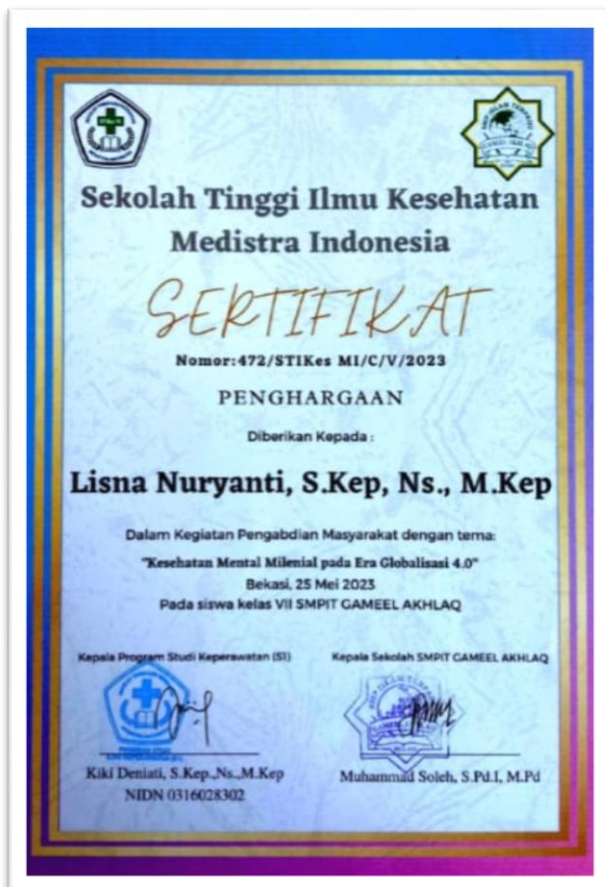 Sekolah Tinggi Ilmu Kesehatan
Medistra Indonesia
SERTIFIKAT
Nomor:472/STIKes MI/C/V/2023
PENGHARGAAN
Diberikan Kepada :
Lisna Nuryanti, S.Kep, Ns., M.Kep
Dalam Kegiatan Pengabdian Masyarakat dengan tema:
"Kesehatan Mental Milenial pada Era Globalisasi 4.0"
Bekasi, 25 Mei 2023
Pada siswa kelas VII SMPIT GAMEEL AKHLAQ
Kepala Program Studi Keperawatan (S1)
Kepala Sekolah SMPIT GAMEEL AKHLAQ
Kiki Deniati, S.Kep.,Ns.,M.Kep
NIDN 0316028302
Muhammad Soleh, S.Pd.I, M.Pd